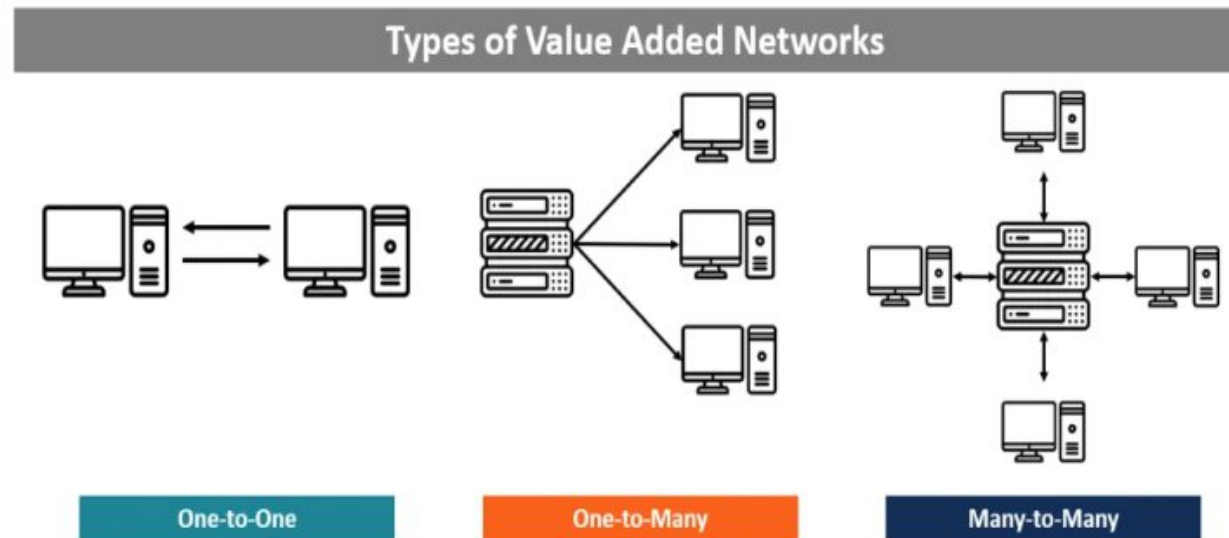 Types of Value Added Networks
One-to-One
One-to-Many
Many-to-Many